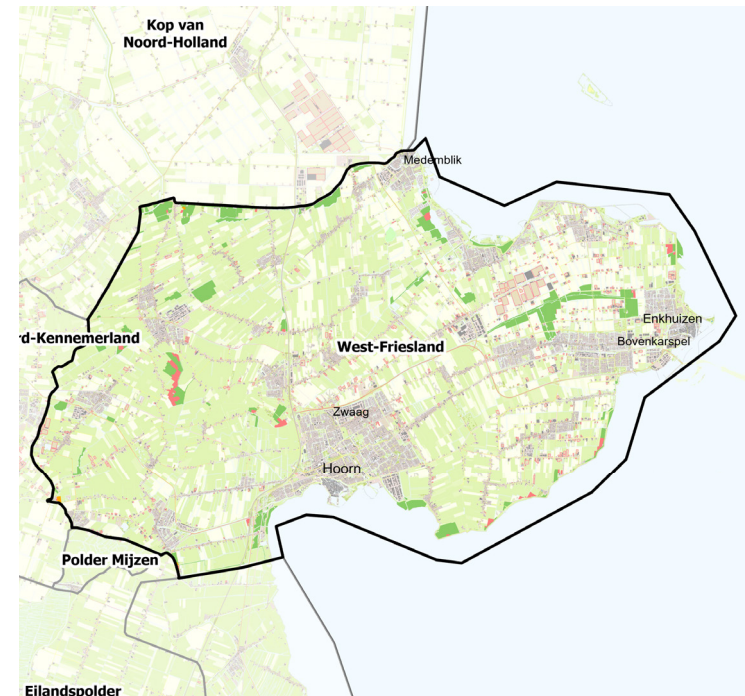 Kop van
Noord-Holland
Medemblik
Enkhuizen
rd-Kennemerland
West-Friesland
Bovenkarspel
Zwaag
Hoorn
Polder Mijzen
Eilandspolder